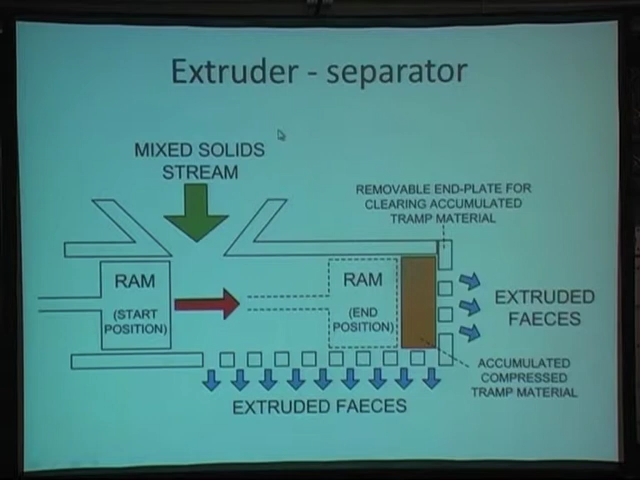 Extruder - separator
MIXED SOLIDS
STREAM
REMOVABLE END-PLATE FOR
CLEARING ACCUMULATED
TRAMP MATERIAL
RAM
(START
POSITION)
RAM
(END
POSITION)
EXTRUDED
FAECES
ACCUMULATED
COMPRESSED
TRAMP MATERIAL
EXTRUDED FAECES